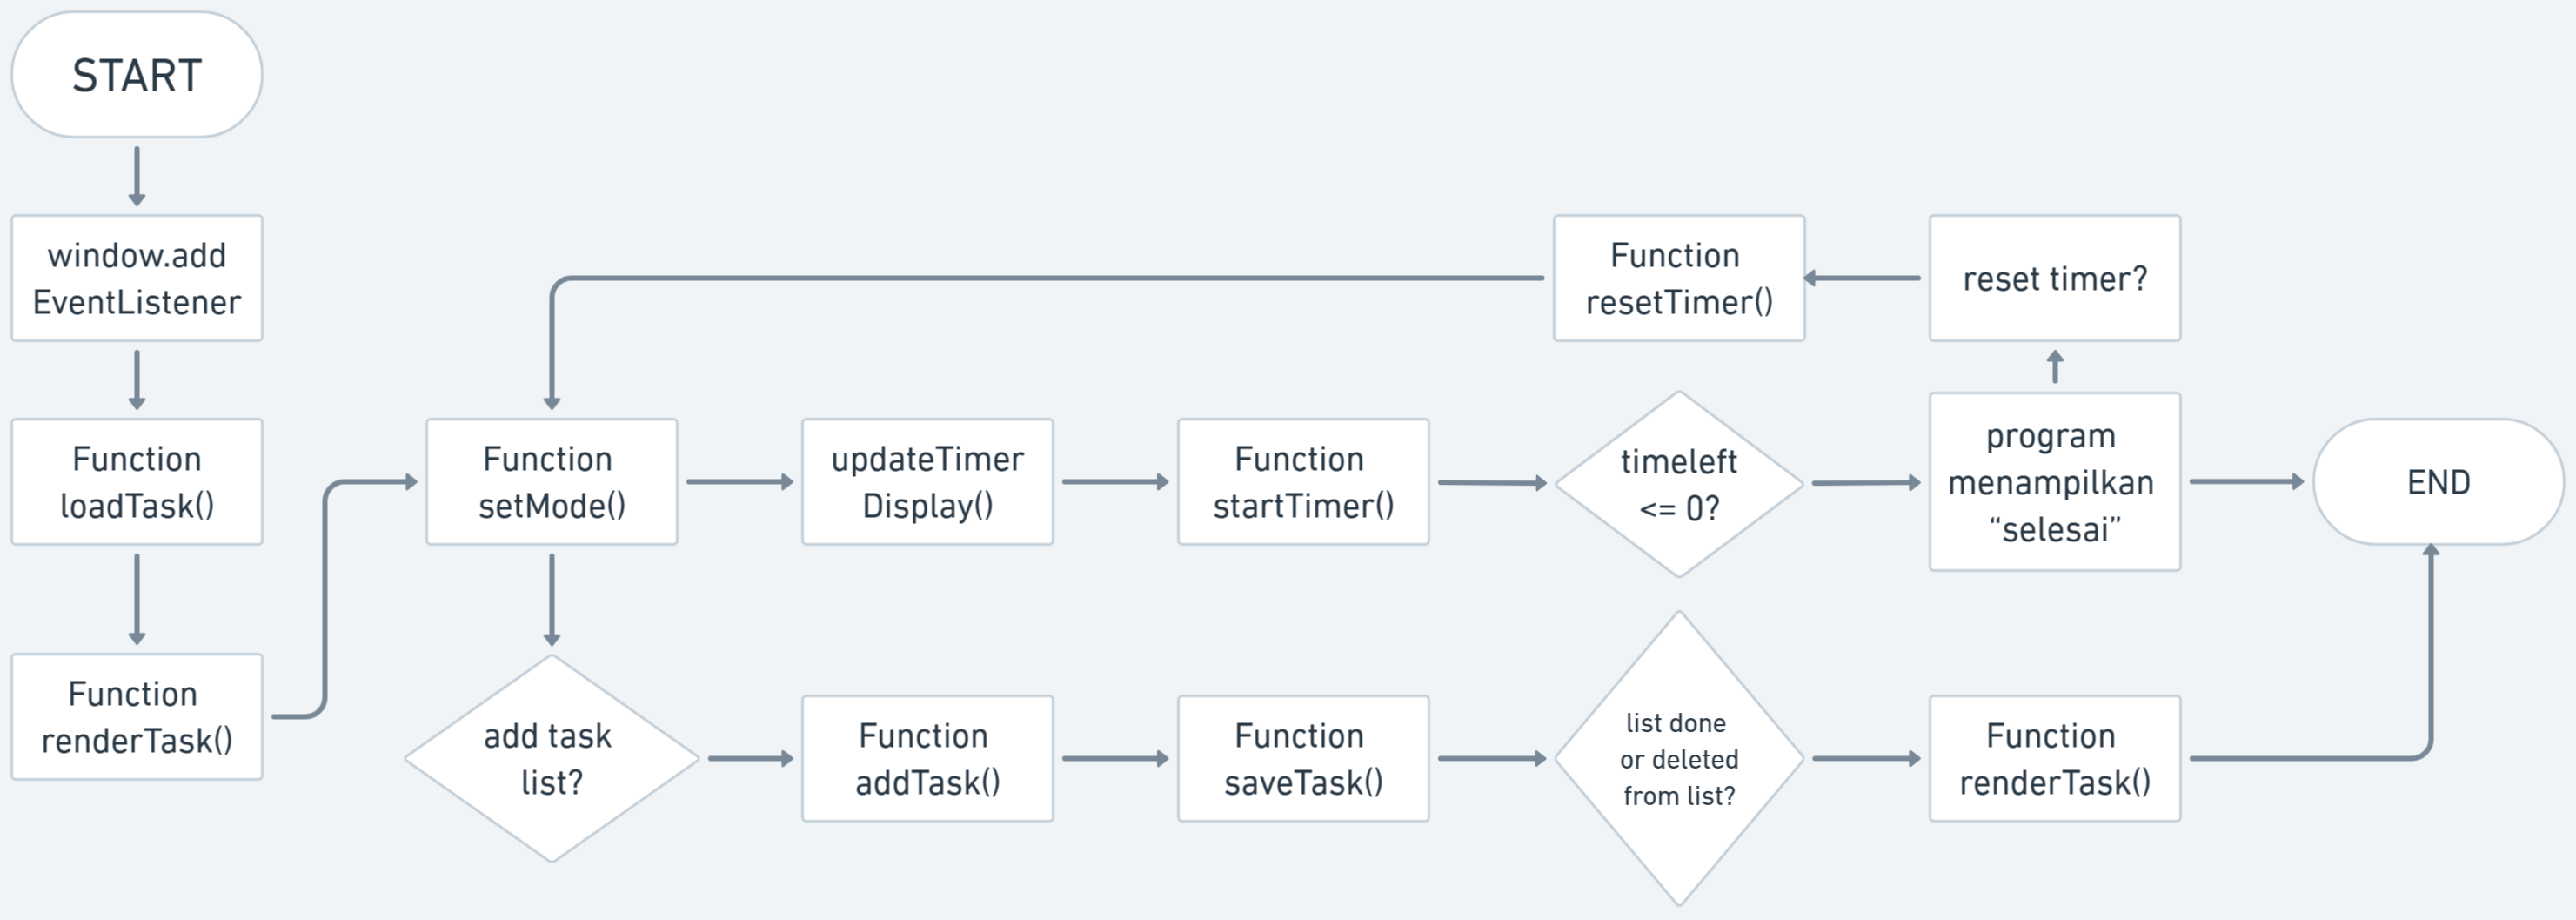 START
window.add
EventListener
Function
loadTask()
Function
renderTask()
Function
resetTimer()
reset timer?
Function
setMode()
updateTimer
Display()
Function
startTimer()
timeleft
<= 0?
program
menampilkan
“selesai”
END
add task
list?
Function
addTask()
Function
saveTask()
list done
or deleted
from list?
Function
renderTask()